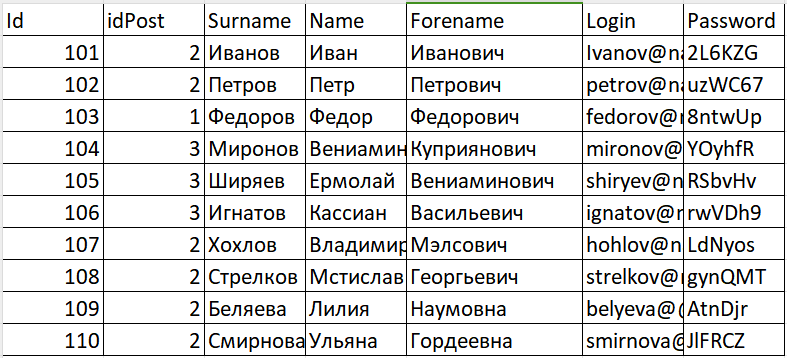 Id idPost Surname Name Forename Login Password
101 2 Иванов Иван Иванович Ivanov@na 2L6KZG
102 2 Петров Петр Петрович petrov@na uzWC67
103 1 Федоров Федор Федорович fedorov@n 8ntwUp
104 3 Миронов Вениамин Куприянович mironov@ YOyhfR
105 3 Ширяев Ермолай Вениаминович shiryev@n RSbvHv
106 3 Игнатов Кассиан Васильевич ignatov@n rwVDh9
107 2 Хохлов Владимир Мэлсович hohlov@n LdNyos
108 2 Стрелков Мстислав Георгьевич strelkov@n gynQMT
109 2 Беляева Лилия Наумовна belyeva@ AtnDjr
110 2 Смирнова Ульяна Гордеевна smirnova@ JlFRCZ